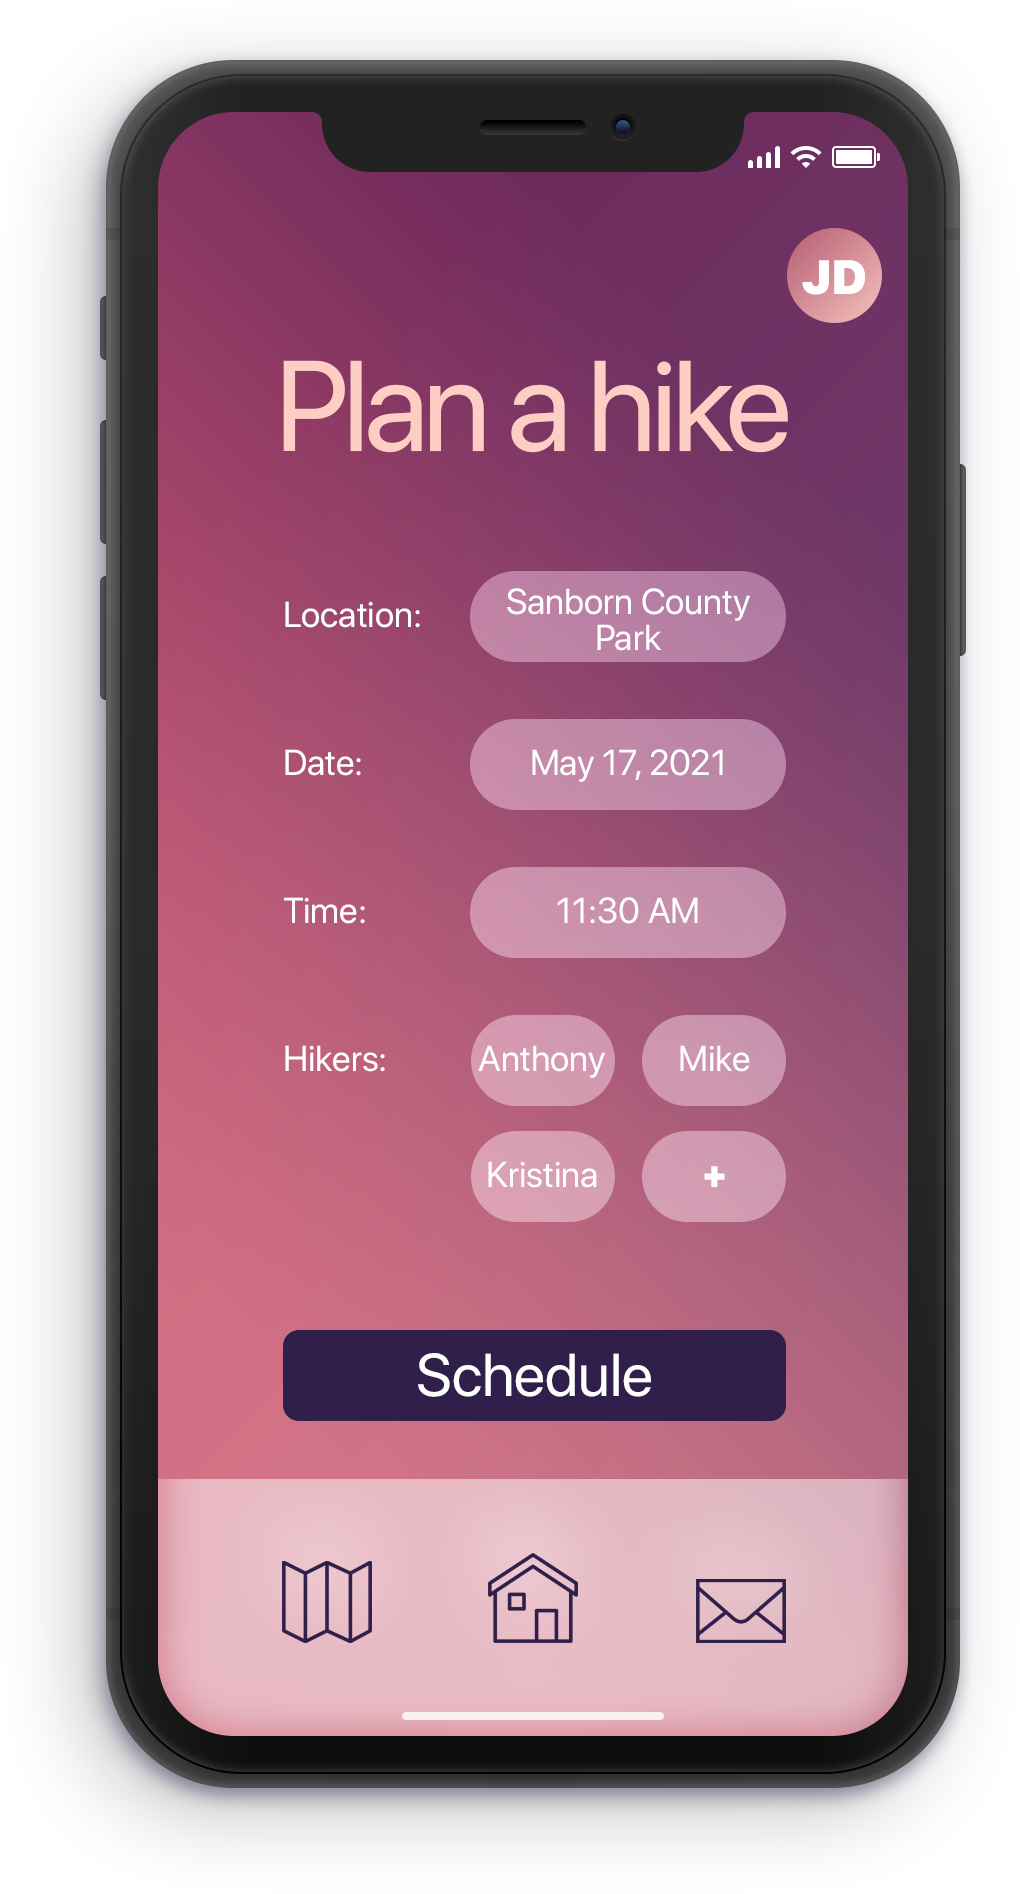 JD
Plan a hike
Location:
Sanborn County
Park
Date:
May 17, 2021
Time:
11:30 AM
Hikers:
Anthony
Mike
Kristina
+
Schedule